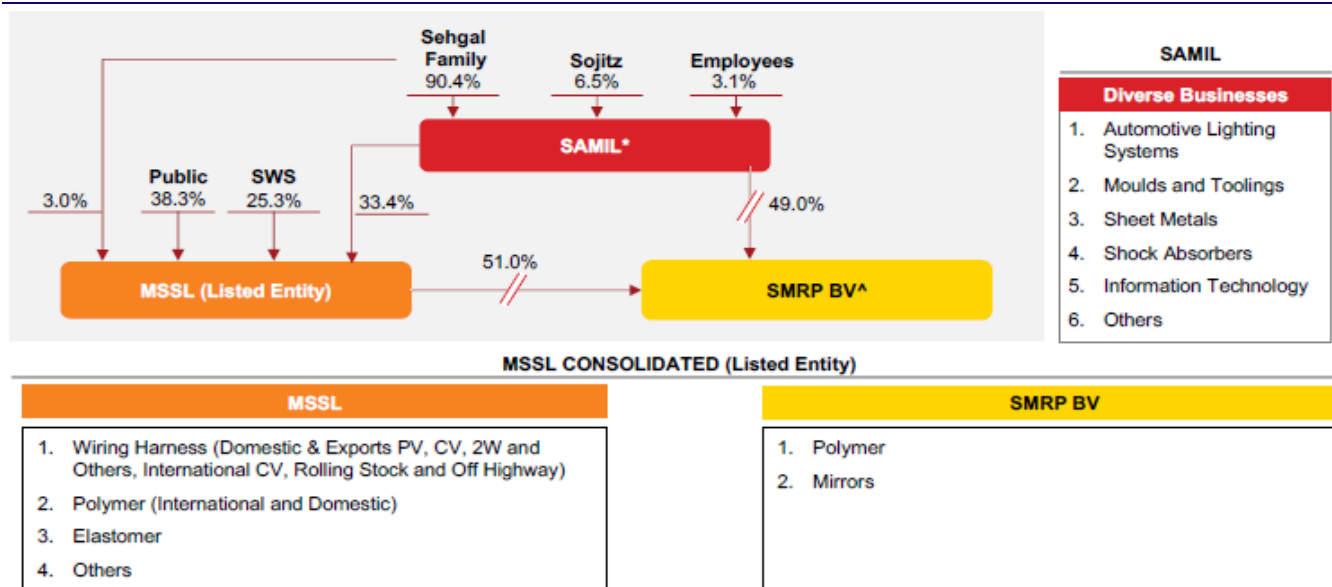 Sehgal
Family
90.4%
Sojitz
6.5%
Employees
3.1%
SAMIL*
Public
38.3%
SWS
25.3%
3.0%
33.4%
49.0%
51.0%
MSSL (Listed Entity)
SMRP BV^
SAMIL
Diverse Businesses
1. Automotive Lighting
Systems
2. Moulds and Toolings
3. Sheet Metals
4. Shock Absorbers
5. Information Technology
6. Others
MSSL CONSOLIDATED (Listed Entity)
MSSL
1. Wiring Harness (Domestic & Exports PV, CV, 2W and
Others, International CV, Rolling Stock and Off Highway)
2. Polymer (International and Domestic)
3. Elastomer
4. Others
SMRP BV
1. Polymer
2. Mirrors